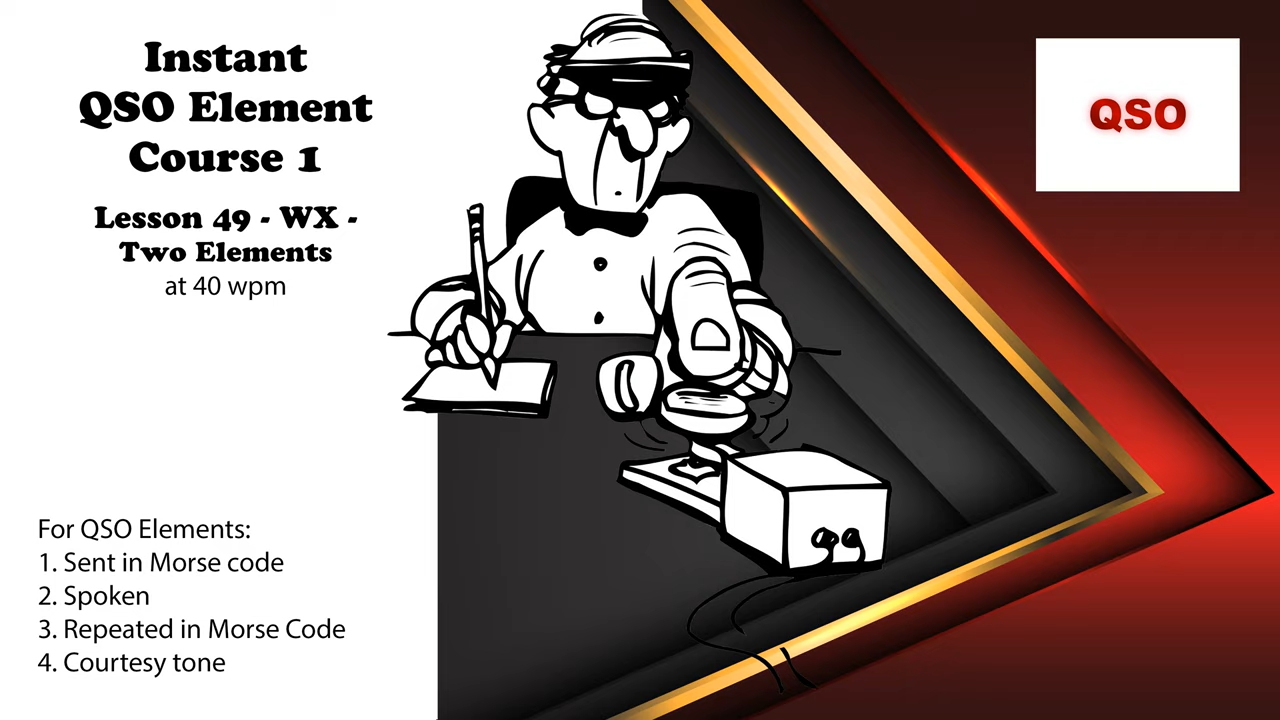 Instant
QSO Element
Course 1
Lesson 49 - WX -
Two Elements
at 40 wpm
QSO
For QSO Elements:
1. Sent in Morse code
2. Spoken
3. Repeated in Morse Code
4. Courtesy tone